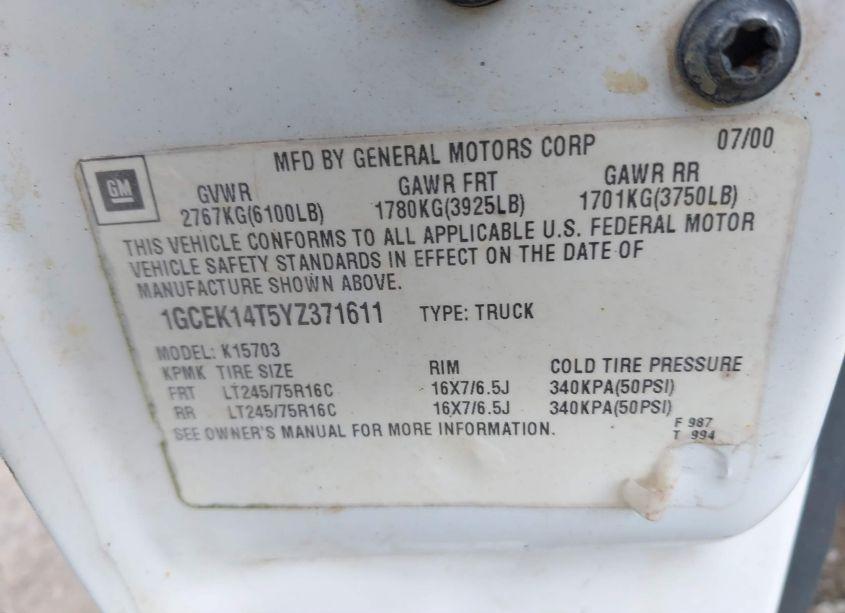 MFD BY GENERAL MOTORS CORP 07/00
GM
GVWR GAWR FRT GAWR RR
2767KG(6100LB) 1780KG(3925LB) 1701KG(3750LB)
THIS VEHICLE CONFORMS TO ALL APPLICABLE U.S. FEDERAL MOTOR
VEHICLE SAFETY STANDARDS IN EFFECT ON THE DATE OF
MANUFACTURE SHOWN ABOVE.
1GCEK14T5YZ371611 TYPE: TRUCK
MODEL: K15703
KPMK TIRE SIZE RIM COLD TIRE PRESSURE
FRT LT245/75R16C 16X7/6.5J 340KPA(50PSI)
RR LT245/75R16C 16X7/6.5J 340KPA(50PSI)
SEE OWNER'S MANUAL FOR MORE INFORMATION. F 987
T 994